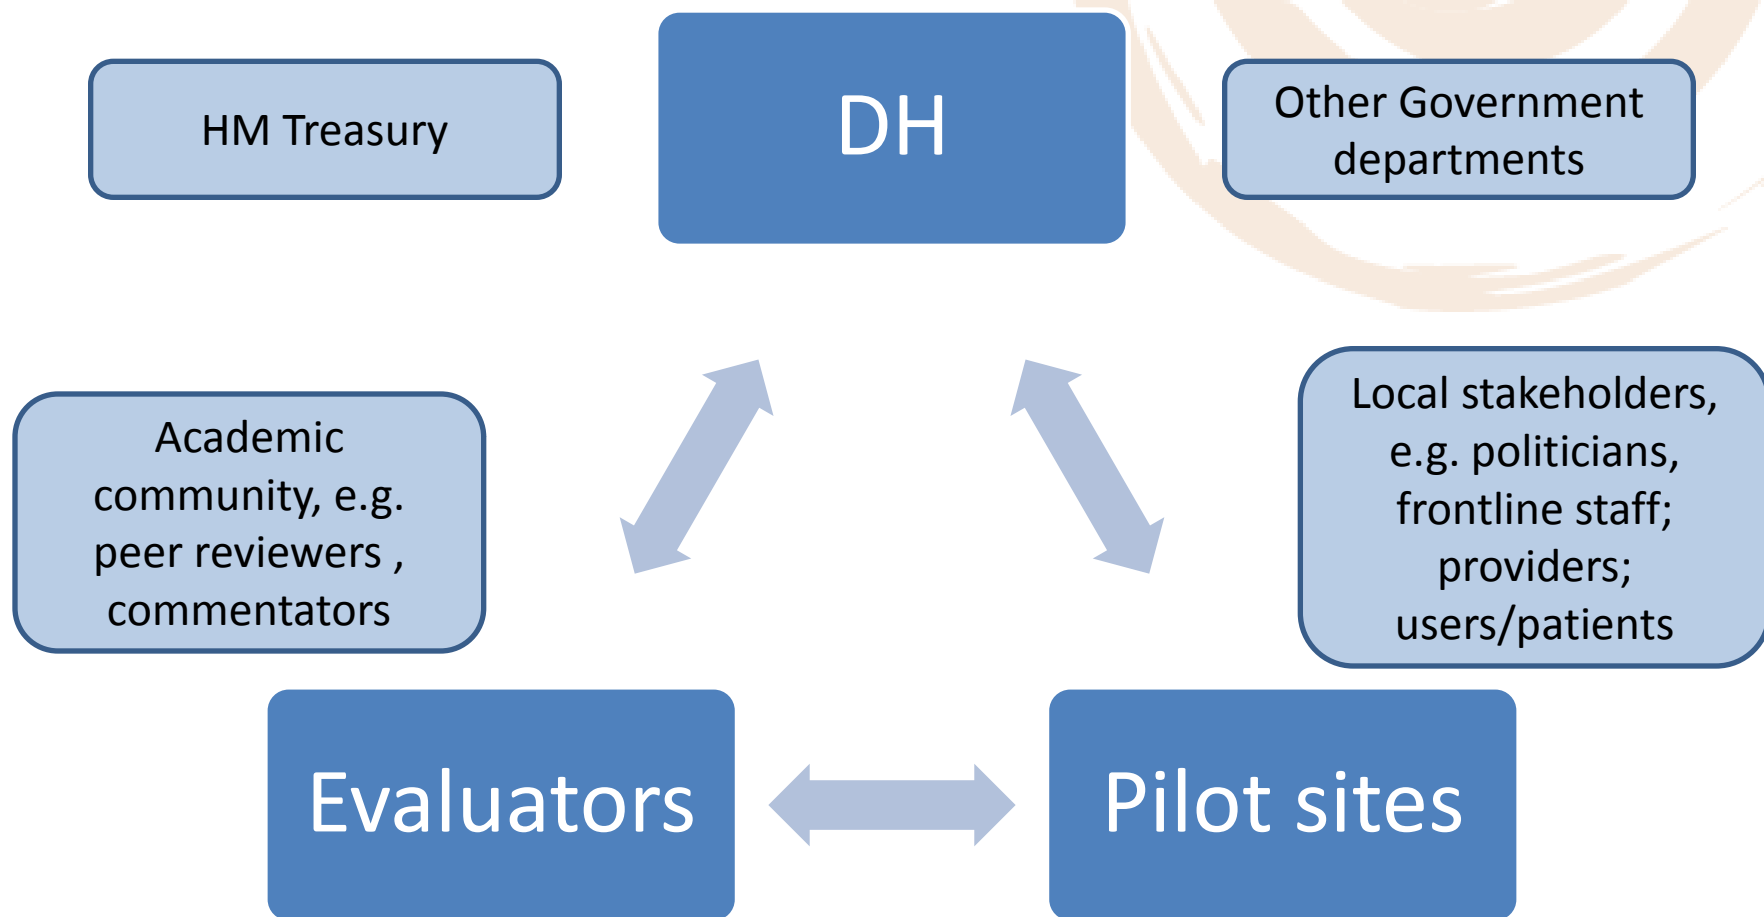 HM Treasury
DH
Other Government
departments
Academic
community, e.g.
peer reviewers ,
commentators
Local stakeholders,
e.g. politicians,
frontline staff;
providers;
users/patients
Evaluators
Pilot sites